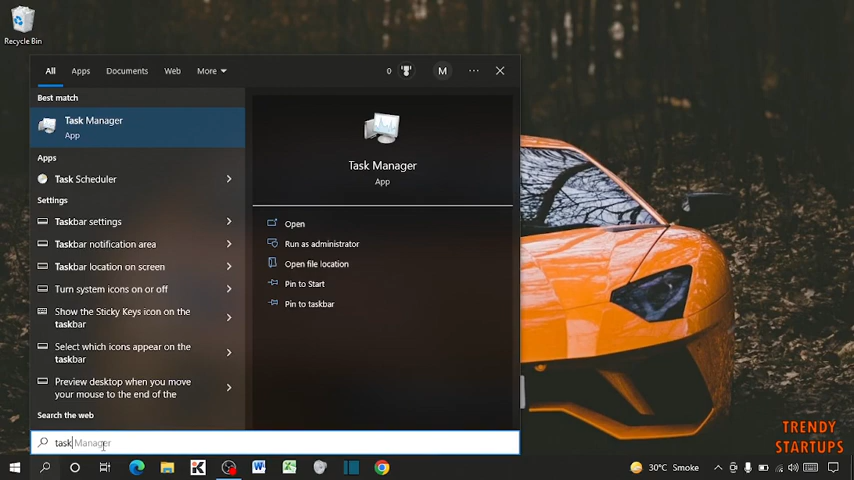 Recycle Bin
All Apps Documents Web More 0 M
Best match
Task Manager
App
Apps
Task Scheduler
Settings
Taskbar settings
Taskbar notification area
Taskbar location on screen
Turn system icons on or off
Show the Sticky Keys icon on the
taskbar
Select which icons appear on the
taskbar
Preview desktop when you move
your mouse to the end of the
Search the web
task Manager
Task Manager
App
Open
Run as administrator
Open file location
Pin to Start
Pin to taskbar
TRENDY
STARTUPS
30°C Smoke